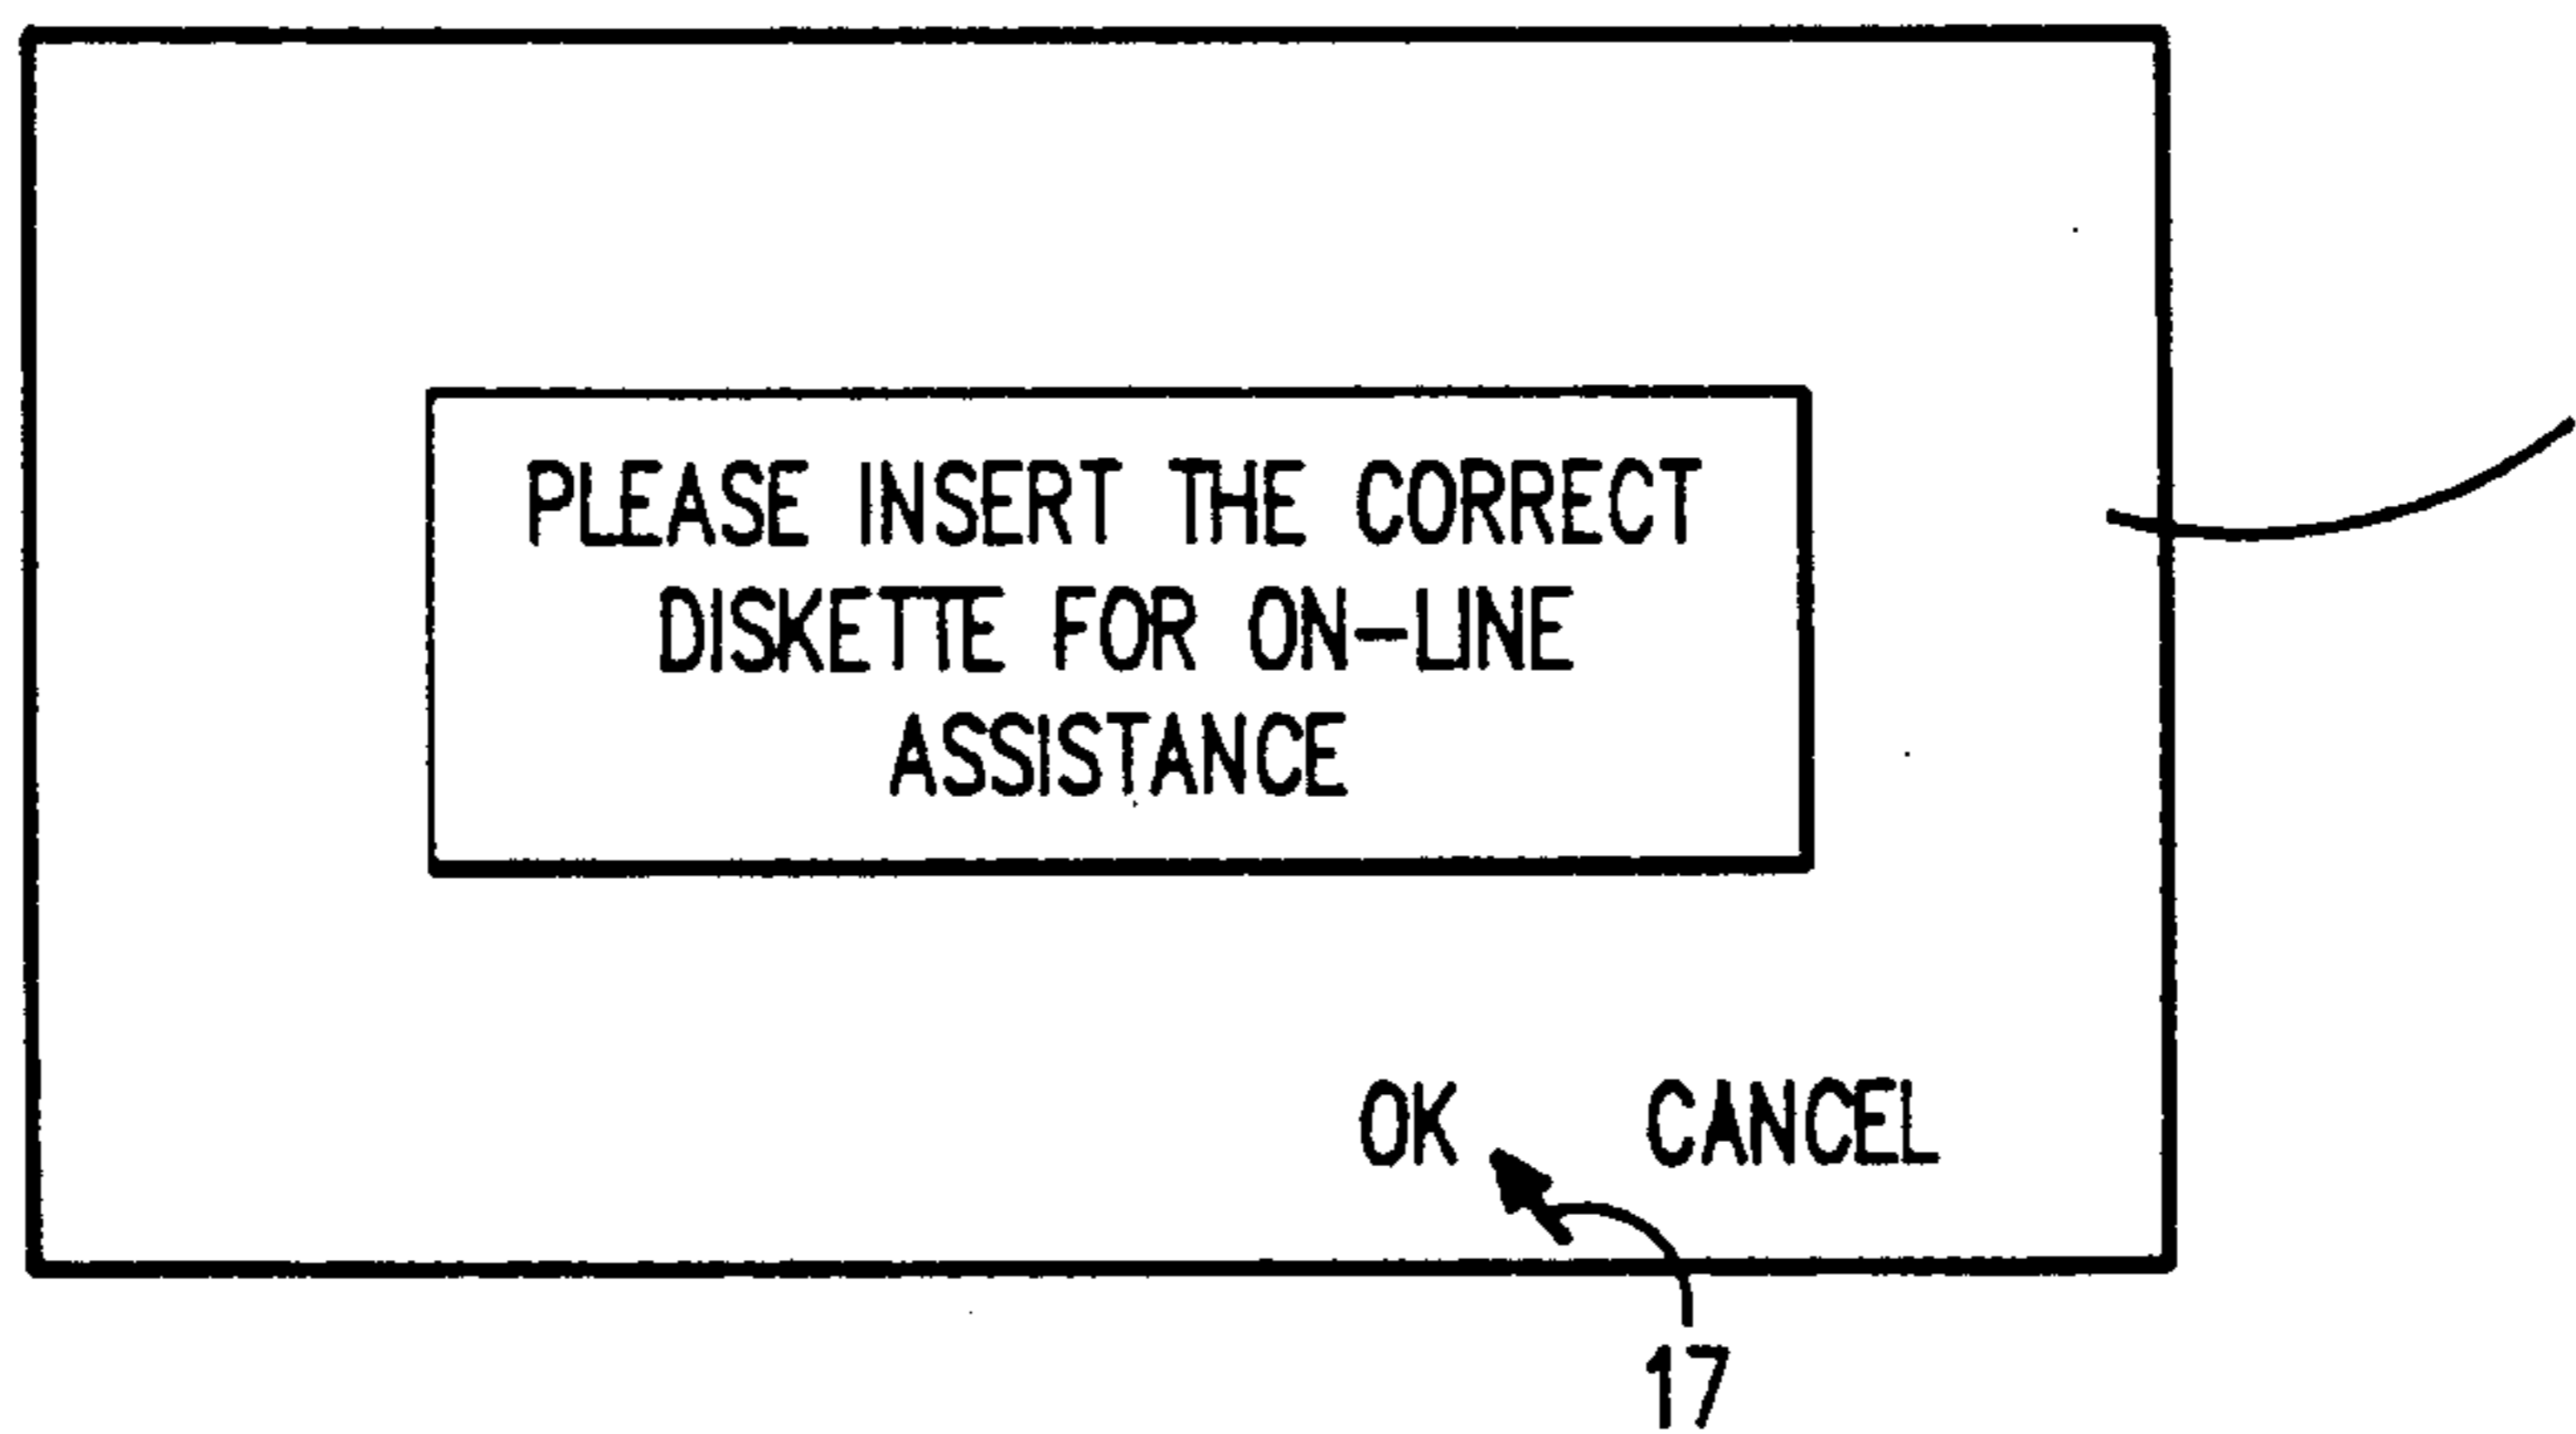 PLEASE INSERT THE CORRECT
DISKETTE FOR ON-LINE
ASSISTANCE
OK CANCEL
17